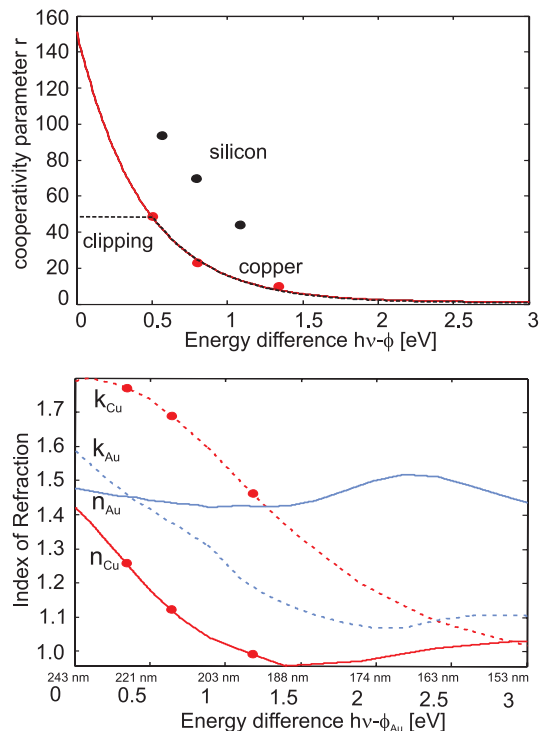 160
140
120
100
80
60
40
20
0
cooperativity parameter r
silicon
clipping
copper
0 0.5 1 1.5 2 2.5 3
Energy difference hν-ϕ [eV]
1.7
1.6
1.5
1.4
1.3
1.2
1.1
1.0
Index of Refraction
k_Cu
k_Au
n_Au
n_Cu
243 nm 221 nm 203 nm 188 nm 174 nm 163 nm 153 nm
0 0.5 1 1.5 2 2.5 3
Energy difference hν-ϕ_Au [eV]